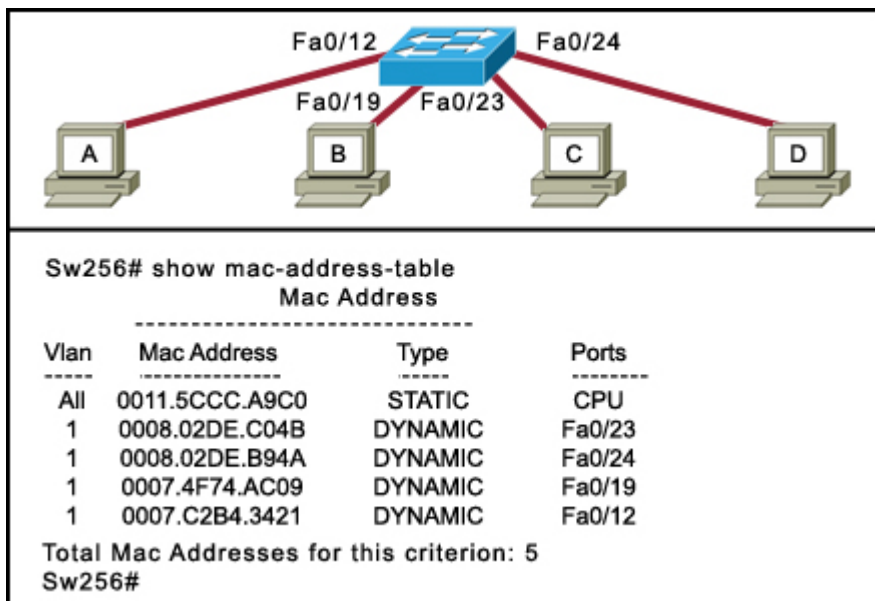 Fa0/12 Fa0/24
Fa0/19 Fa0/23
A B C D
Sw256# show mac-address-table
Mac Address
-------------------------------
Vlan Mac Address Type Ports
----- -------------- ----- --------
All 0011.5CCC.A9C0 STATIC CPU
1 0008.02DE.C04B DYNAMIC Fa0/23
1 0008.02DE.B94A DYNAMIC Fa0/24
1 0007.4F74.AC09 DYNAMIC Fa0/19
1 0007.C2B4.3421 DYNAMIC Fa0/12
Total Mac Addresses for this criterion: 5
Sw256#